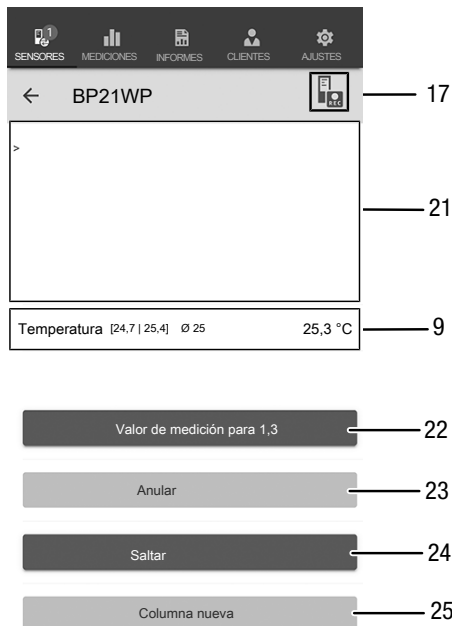 1
SENSORES MEDICIONES INFORMES CLIENTES AJUSTES
← BP21WP REC 17
>
21
Temperatura [24,7 | 25,4] Ø 25 25,3 °C 9
Valor de medición para 1,3 22
Anular 23
Saltar 24
Columna nueva 25